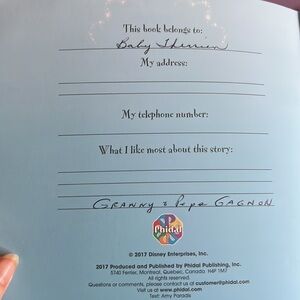 This book belongs to:
Baby Therrien
My address:
My telephone number:
What I like most about this story:
GRANNY & Pepa GAGNON
Phidal
© 2017 Disney Enterprises, Inc.
2017 Produced and Published by Phidal Publishing, Inc.
5740 Ferrier, Montreal, Quebec, Canada H4P 1M7
All rights reserved.
Questions or comments, please contact us at customer@phidal.com
Visit us at www.phidal.com
Text: Amy Paradis